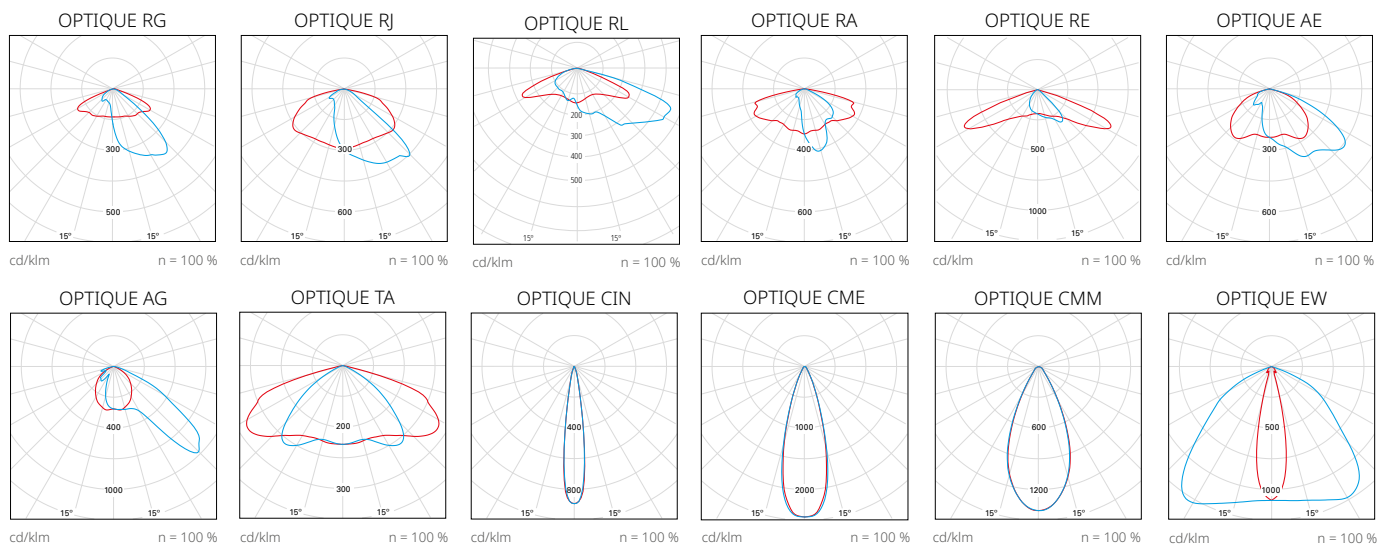 OPTIQUE RG
300
500
15° 15°
cd/klm n = 100 %
OPTIQUE RJ
300
600
15° 15°
cd/klm n = 100 %
OPTIQUE RL
200
300
400
500
15° 15°
cd/klm n = 100 %
OPTIQUE RA
400
600
15° 15°
cd/klm n = 100 %
OPTIQUE RE
500
1000
15° 15°
cd/klm n = 100 %
OPTIQUE AE
300
600
15° 15°
cd/klm n = 100 %
OPTIQUE AG
400
1000
15° 15°
cd/klm n = 100 %
OPTIQUE TA
200
300
15° 15°
cd/klm n = 100 %
OPTIQUE CIN
400
800
15° 15°
cd/klm n = 100 %
OPTIQUE CME
1000
2000
15° 15°
cd/klm n = 100 %
OPTIQUE CMM
600
1200
15° 15°
cd/klm n = 100 %
OPTIQUE EW
500
1000
15° 15°
cd/klm n = 100 %